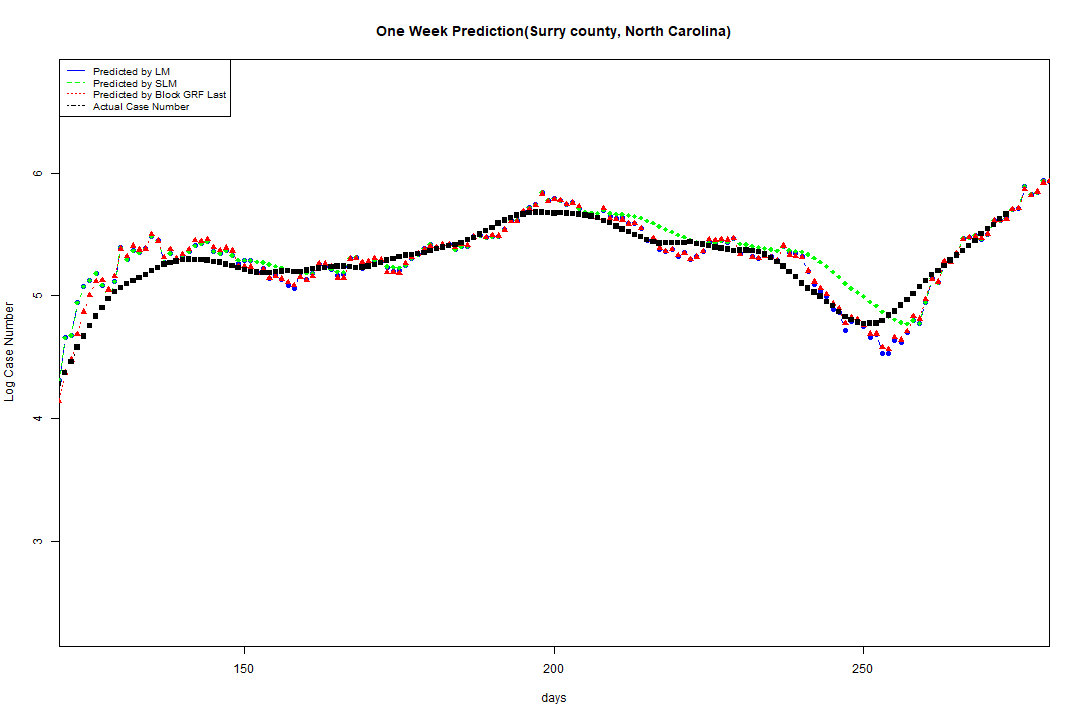 One Week Prediction(Surry county, North Carolina)
Predicted by LM
Predicted by SLM
Predicted by Block GRF Last
Actual Case Number
6
5
4
3
Log Case Number
150
200
250
days